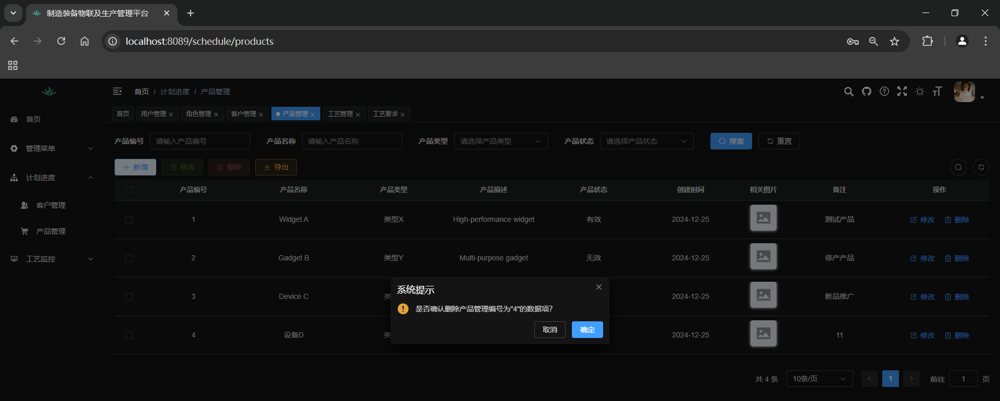 制造装备物联及生产管理平台
localhost:8089/schedule/products
首页 / 计划进度 / 产品管理
首页 用户管理 角色管理 客户管理 产品管理 工艺管理 工艺要求
首页
管理菜单
计划进度
客户管理
产品管理
工艺监控
产品编号 请输入产品编号 产品名称 请输入产品名称 产品类型 请选择产品类型 产品状态 请选择产品状态 搜索 重置
新增 修改 删除 导出
产品编号 产品名称 产品类型 产品描述 产品状态 创建时间 相关图片 备注 操作
1 Widget A 类型X High-performance widget 有效 2024-12-25 测试产品 修改 删除
2 Gadget B 类型Y Multi-purpose gadget 无效 2024-12-25 停产产品 修改 删除
3 Device C 类 2024-12-25 新品推广 修改 删除
4 设备D 类 2024-12-25 11 修改 删除
系统提示
是否确认删除产品管理编号为"4"的数据项?
取消 确定
共 4 条 10条/页 1 前往 1 页